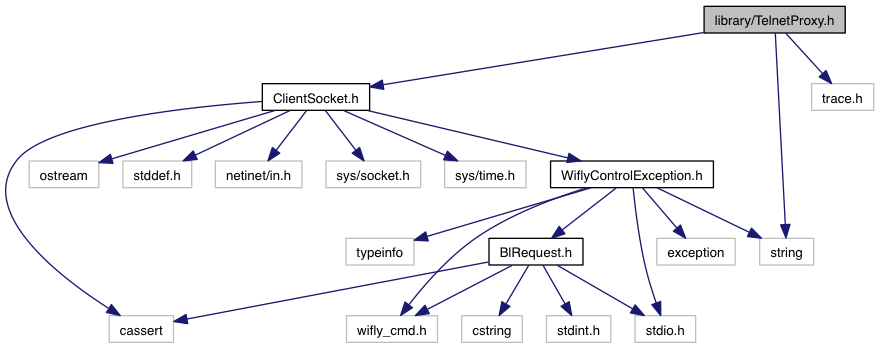 library/TelnetProxy.h
ClientSocket.h
trace.h
ostream
stddef.h
netinet/in.h
sys/socket.h
sys/time.h
WiflyControlException.h
typeinfo
BlRequest.h
exception
string
cassert
wifly_cmd.h
cstring
stdint.h
stdio.h